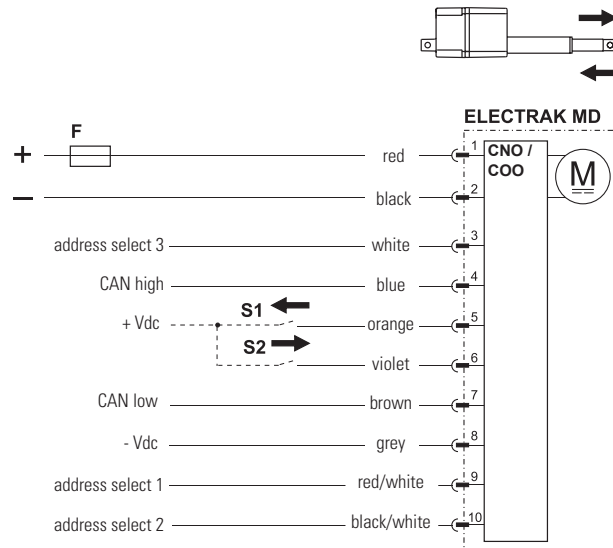 ELECTRAK MD
F
+ red 1 CNO /
COO
M
− black 2
address select 3 white 3
CAN high blue 4
S1
+ Vdc orange 5
S2
violet 6
CAN low brown 7
- Vdc grey 8
address select 1 red/white 9
address select 2 black/white 10